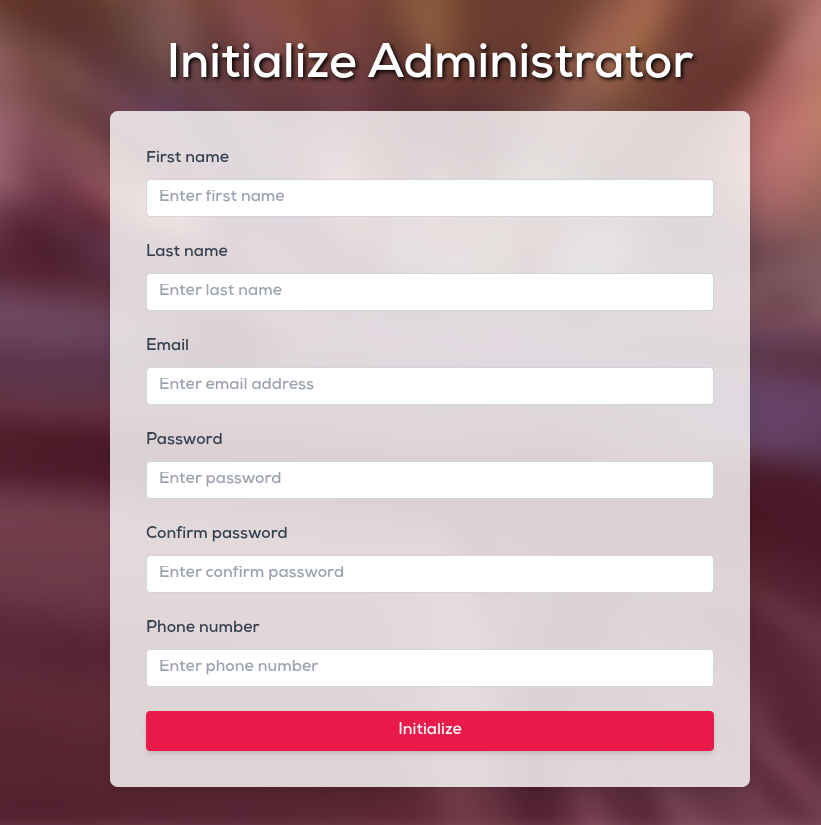 Initialize Administrator
First name
Enter first name
Last name
Enter last name
Email
Enter email address
Password
Enter password
Confirm password
Enter confirm password
Phone number
Enter phone number
Initialize